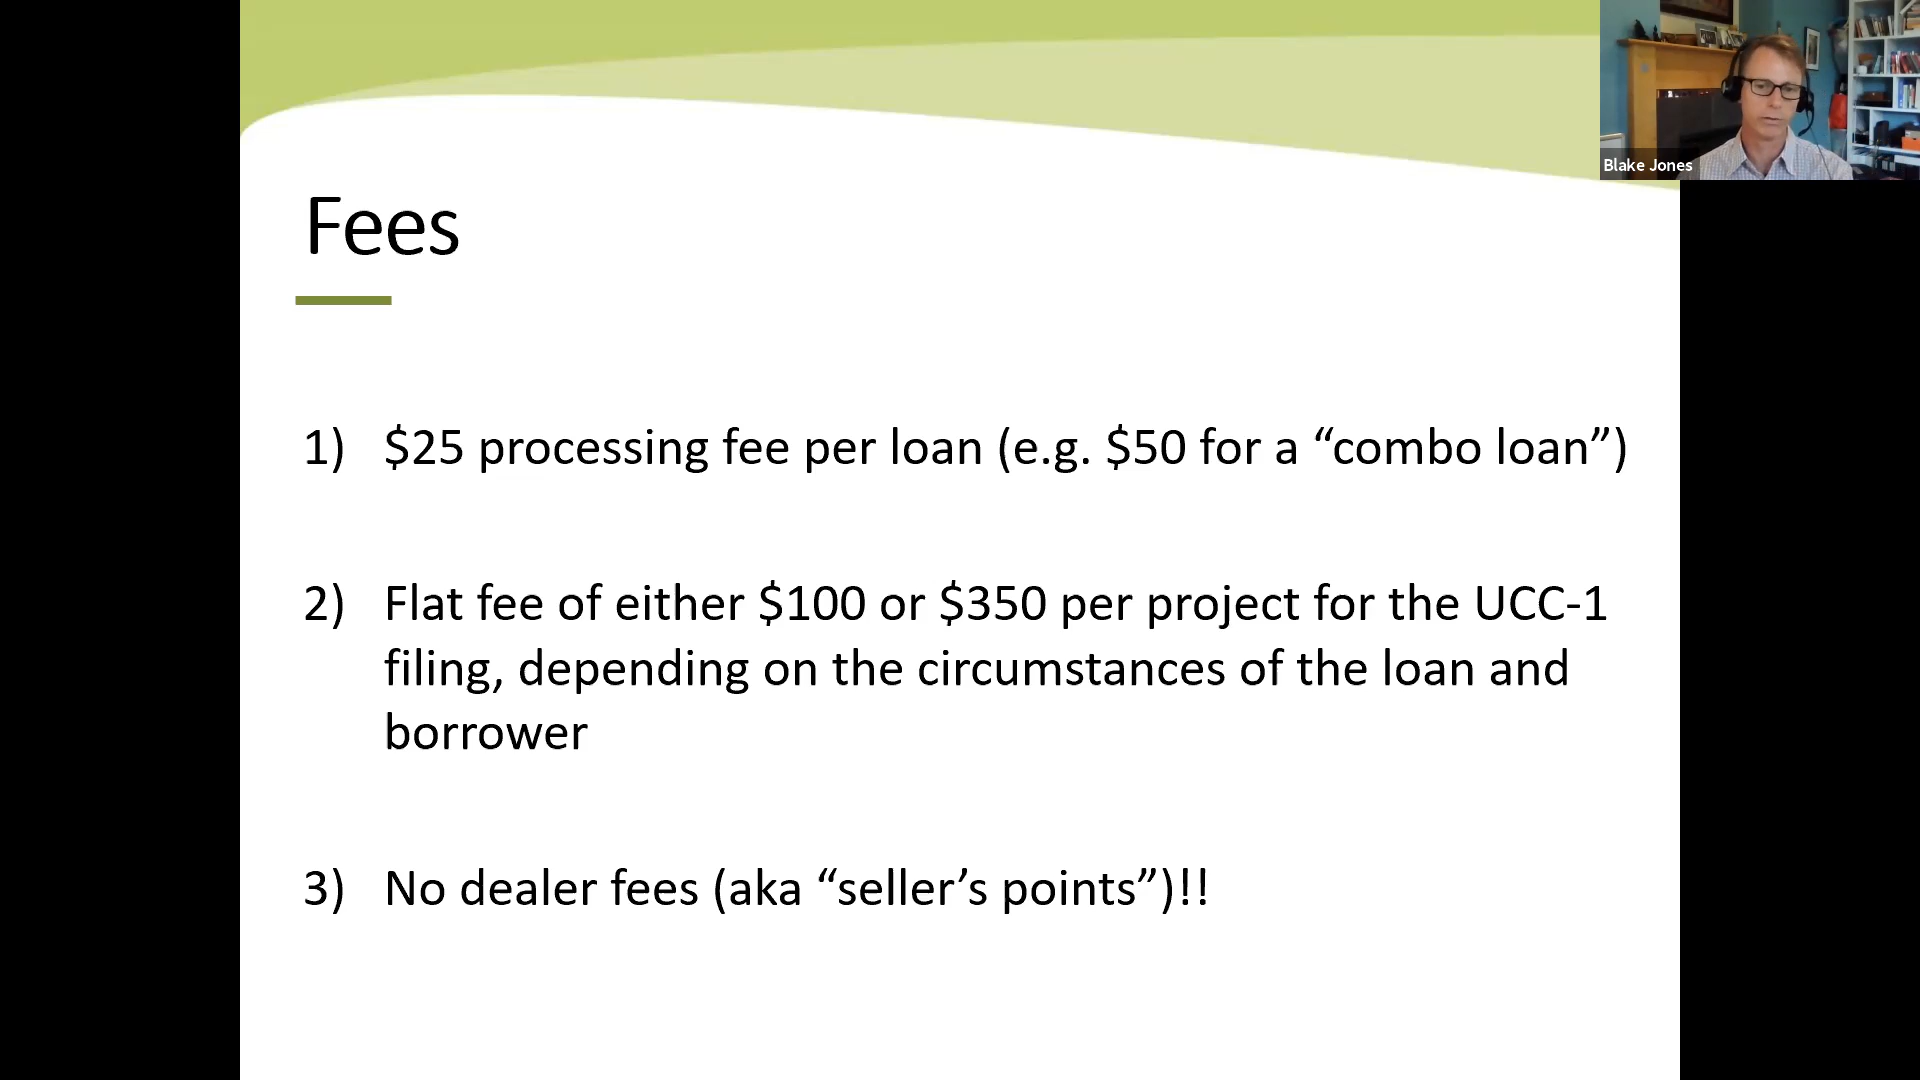 Blake Jones
Fees
1) $25 processing fee per loan (e.g. $50 for a “combo loan”)
2) Flat fee of either $100 or $350 per project for the UCC-1
filing, depending on the circumstances of the loan and
borrower
3) No dealer fees (aka “seller’s points”)!!